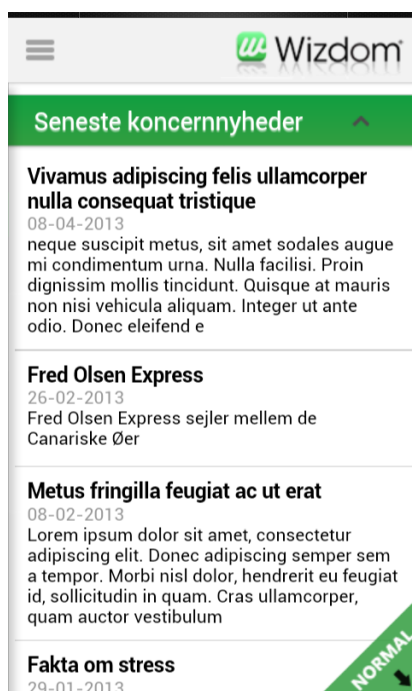 Wizdom
Seneste koncernnyheder
Vivamus adipiscing felis ullamcorper
nulla consequat tristique
08-04-2013
neque suscipit metus, sit amet sodales augue
mi condimentum urna. Nulla facilisi. Proin
dignissim mollis tincidunt. Quisque at mauris
non nisi vehicula aliquam. Integer ut ante
odio. Donec eleifend e
Fred Olsen Express
26-02-2013
Fred Olsen Express sejler mellem de
Canariske Øer
Metus fringilla feugiat ac ut erat
08-02-2013
Lorem ipsum dolor sit amet, consectetur
adipiscing elit. Donec adipiscing semper sem
a tempor. Morbi nisl dolor, hendrerit eu feugiat
id, sollicitudin in quam. Cras ullamcorper,
quam auctor vestibulum
Fakta om stress
29-01-2013
NORMAL